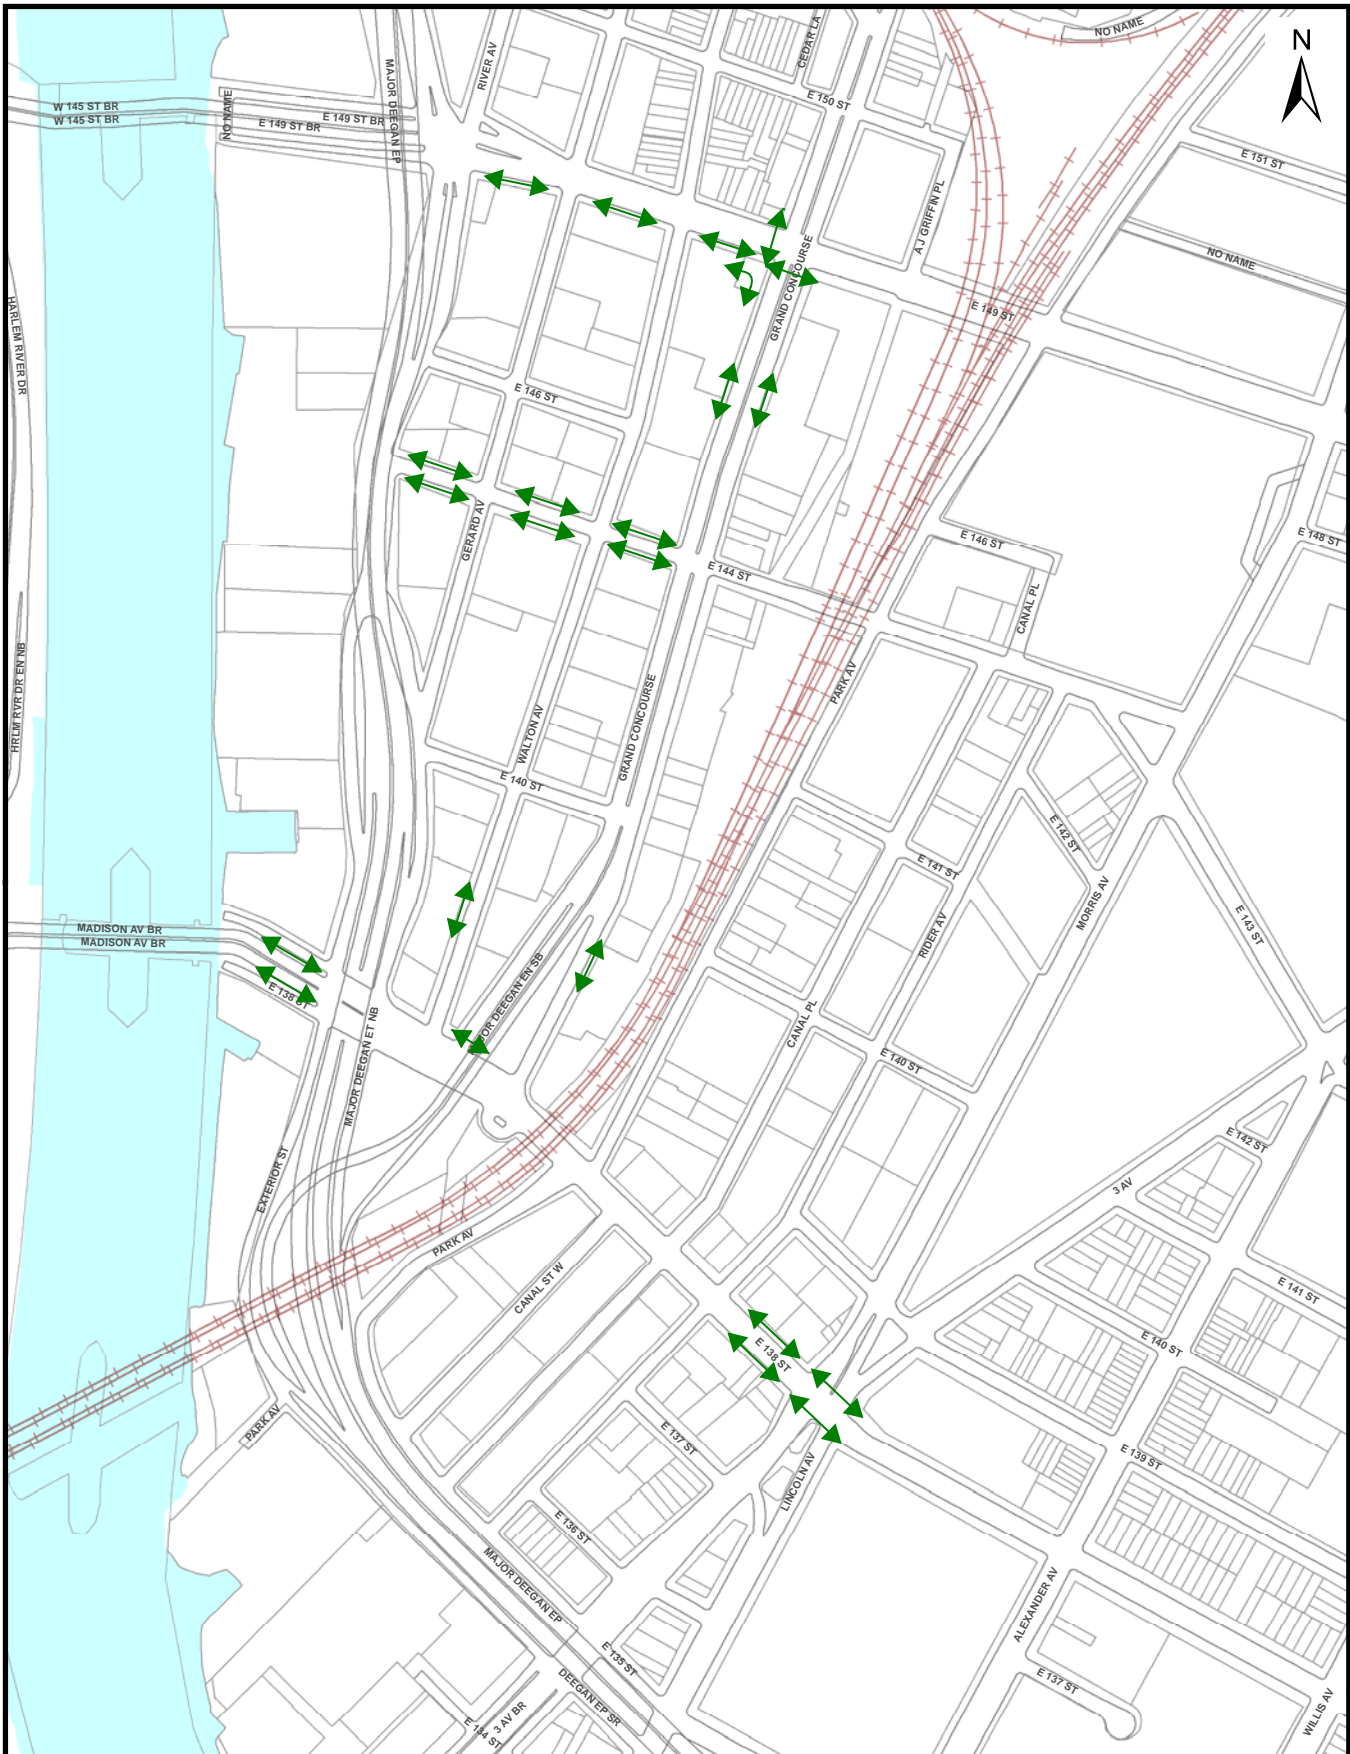 NO NAME
N
CEDAR LA
RIVER AV
MAJOR DEEGAN EP
E 150 ST
NO NAME
W 145 ST BR
W 145 ST BR
E 149 ST BR
E 149 ST BR
E 151 ST
A J GRIFFIN PL
NO NAME
GRAND CONCOURSE
E 149 ST
HARLEM RIVER DR
E 146 ST
GERARD AV
E 146 ST
E 148 ST
E 144 ST
CANAL PL
HRLM RVR DR EN NB
PARK AV
GRAND CONCOURSE
WALTON AV
E 140 ST
E 142 ST
E 141 ST
MORRIS AV
RIDER AV
E 143 ST
MADISON AV BR
MADISON AV BR
E 138 ST
MAJOR DEEGAN EN SB
CANAL PL
MAJOR DEEGAN ET NB
E 140 ST
E 142 ST
EXTERIOR ST
3 AV
PARK AV
CANAL ST W
E 141 ST
E 140 ST
E 138 ST
PARK AV
E 137 ST
E 139 ST
LINCOLN AV
E 136 ST
MAJOR DEEGAN EP
ALEXANDER AV
E 135 ST
E 137 ST
DEEGAN EP SR
3 AV BR
E 134 ST
WILLIS AV